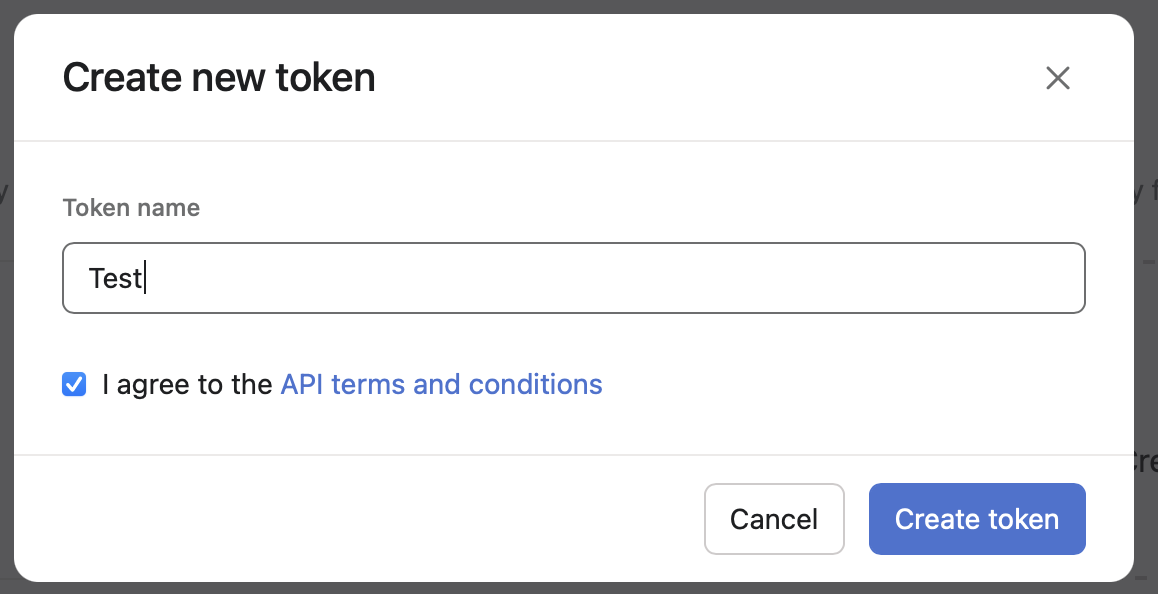 Create new token
Token name
Test
I agree to the API terms and conditions
Cancel
Create token